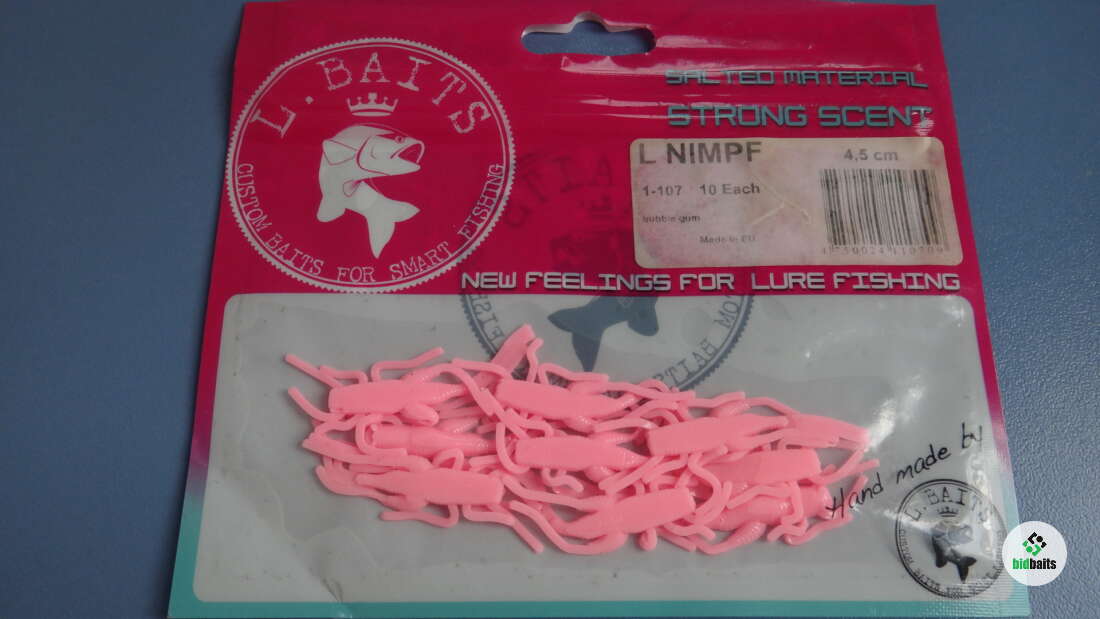 L.BAITS
CUSTOM BAITS FOR SMART FISHING
SALTED MATERIAL
STRONG SCENT
L NIMPF 4,5 cm
1-107 10 Each
bubble gum
Made in EU
NEW FEELINGS FOR LURE FISHING
Hand made by
L.BAITS
bidbaits